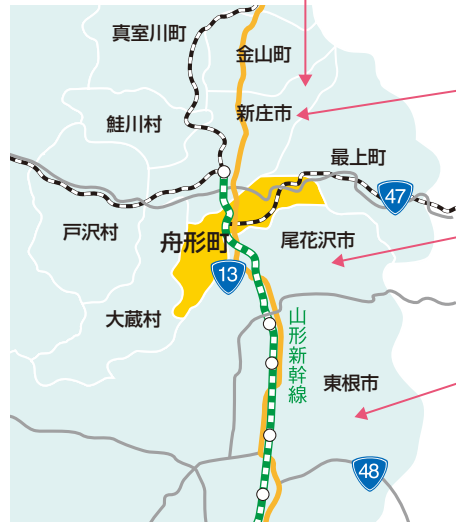 真室川町
金山町
新庄市
鮭川村
最上町
47
戸沢村
舟形町
尾花沢市
13
大蔵村
山形新幹線
東根市
48